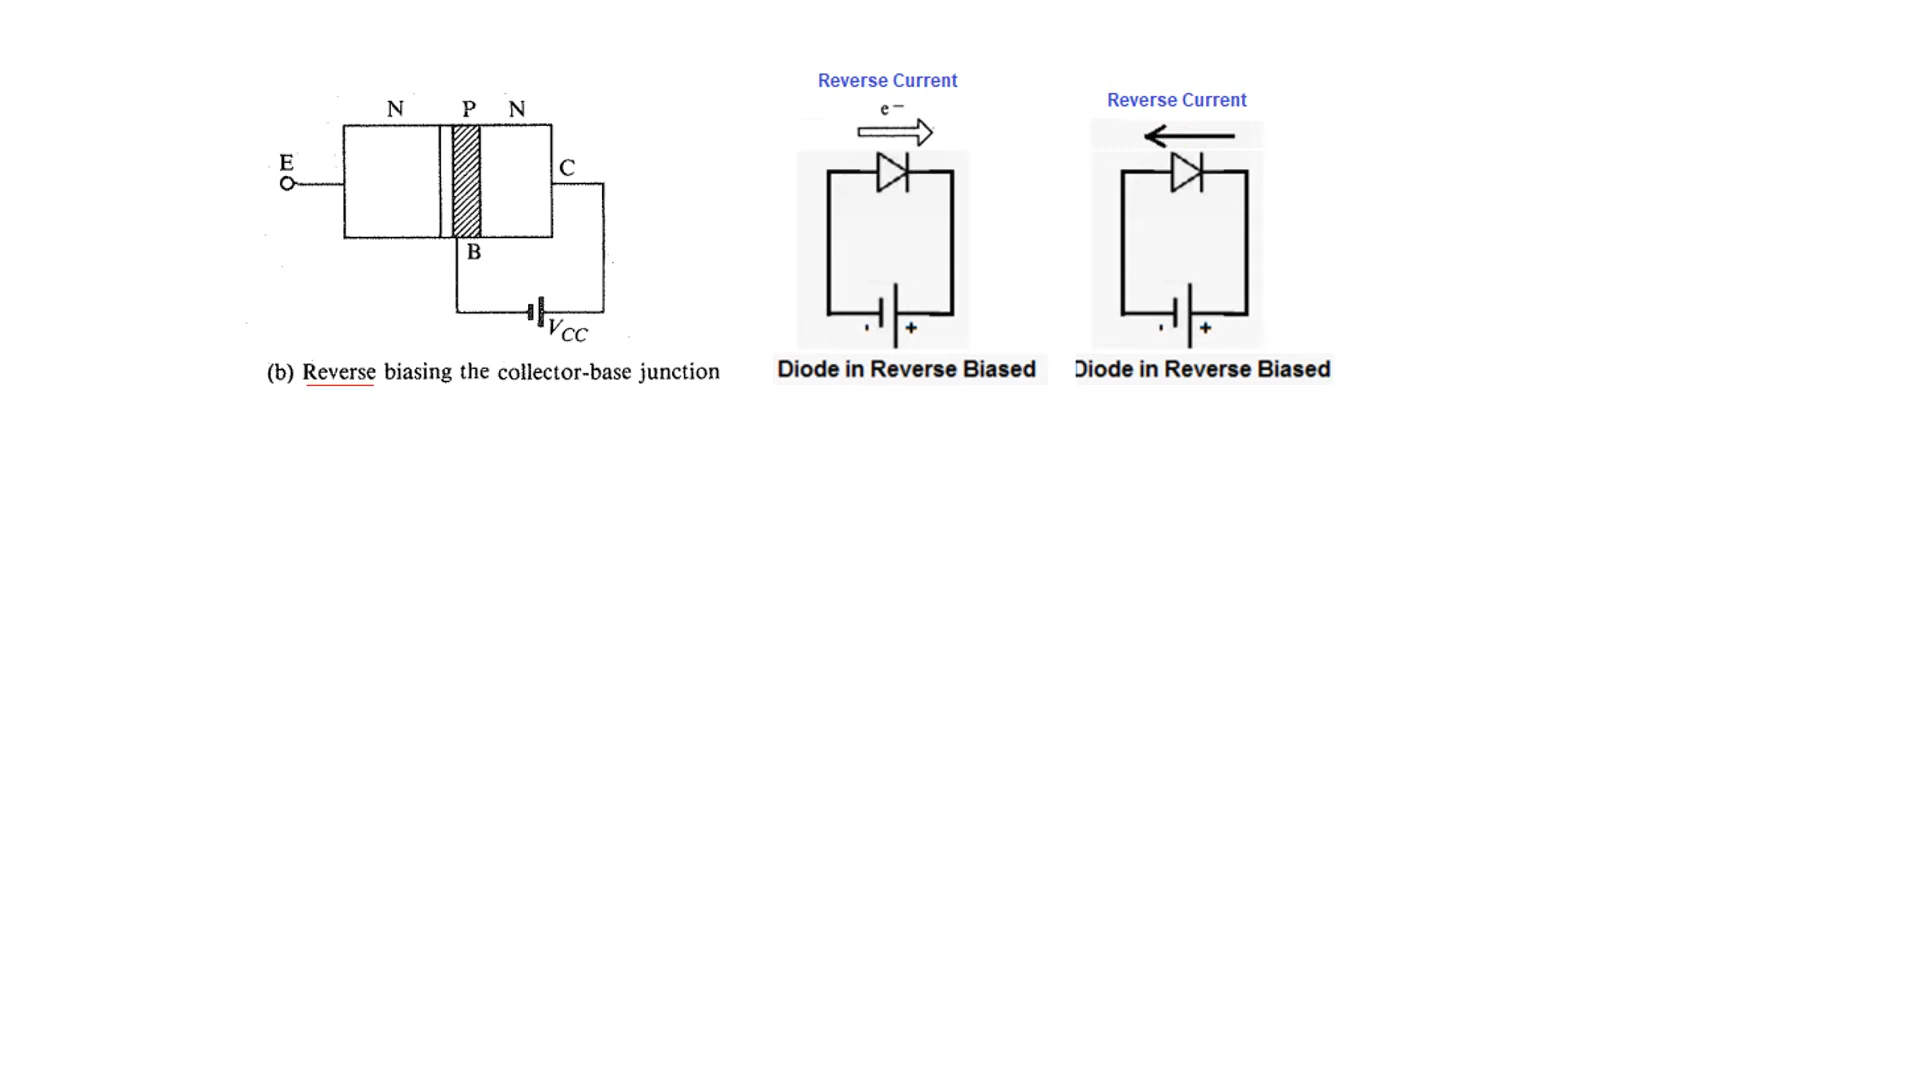 N P N
E
C
B
VCC
(b) Reverse biasing the collector-base junction
Reverse Current
e−
- +
Diode in Reverse Biased
Reverse Current
- +
Diode in Reverse Biased